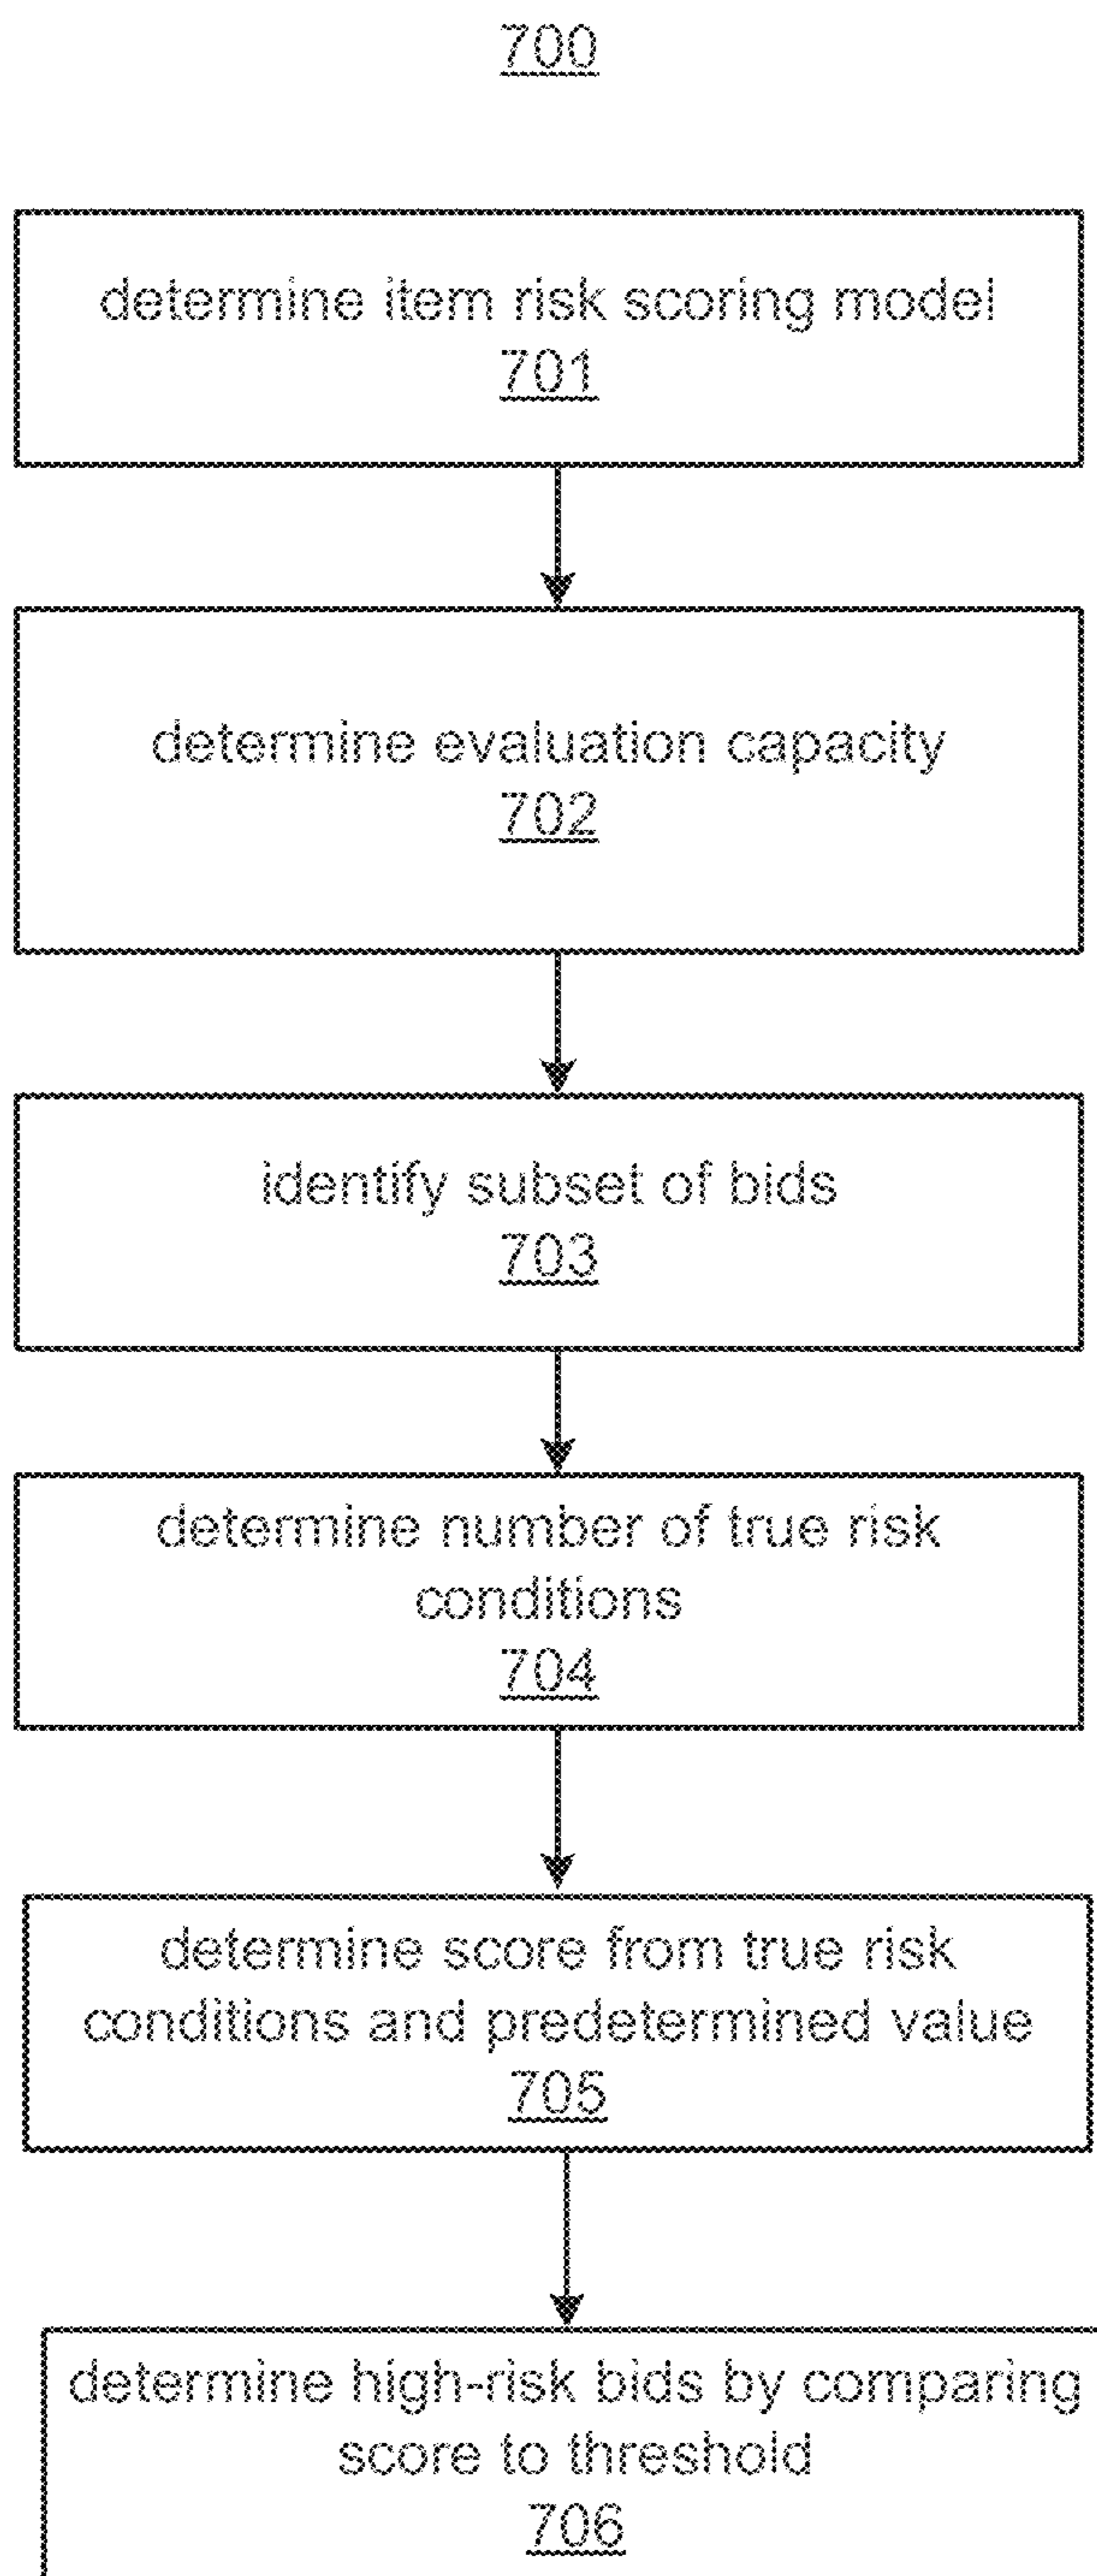 700
determine item risk scoring model
701
determine evaluation capacity
702
identify subset of bids
703
determine number of true risk
conditions
704
determine score from true risk
conditions and predetermined value
705
determine high-risk bids by comparing
score to threshold
706